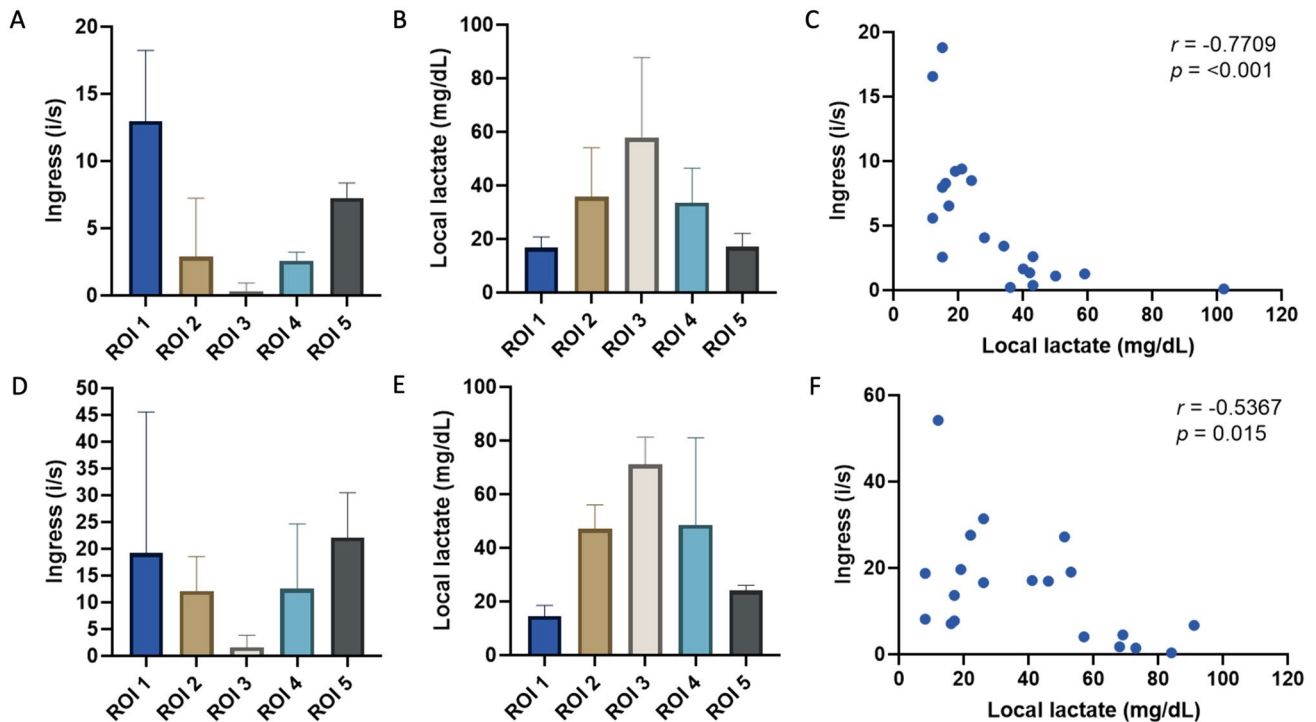 A
Ingress (i/s)
20
15
10
5
0
ROI 1
ROI 2
ROI 3
ROI 4
ROI 5
B
Local lactate (mg/dL)
100
80
60
40
20
0
ROI 1
ROI 2
ROI 3
ROI 4
ROI 5
C
r = -0.7709
p = <0.001
Ingress (i/s)
20
15
10
5
0
0 20 40 60 80 100 120
Local lactate (mg/dL)
D
Ingress (i/s)
50
45
40
35
30
25
20
15
10
5
0
ROI 1
ROI 2
ROI 3
ROI 4
ROI 5
E
Local lactate (mg/dL)
100
80
60
40
20
0
ROI 1
ROI 2
ROI 3
ROI 4
ROI 5
F
r = -0.5367
p = 0.015
Ingress (i/s)
60
40
20
0
0 20 40 60 80 100 120
Local lactate (mg/dL)